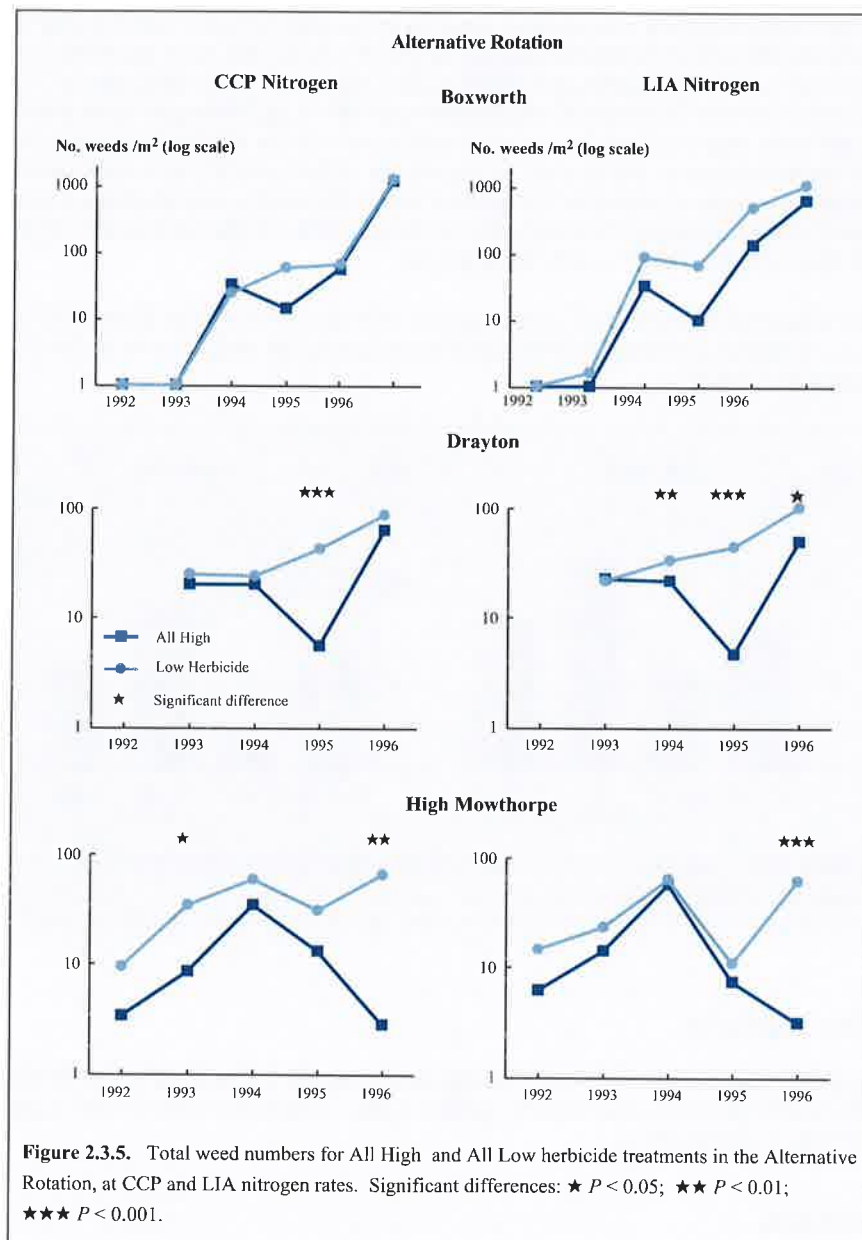 Alternative Rotation
CCP Nitrogen
LIA Nitrogen
Boxworth
No. weeds /m² (log scale)
1000
100
10
1
1992 1993 1994 1995 1996
No. weeds /m² (log scale)
1000
100
10
1
1992 1993 1994 1995 1996
Drayton
★★★
100
10
1
All High
Low Herbicide
★ Significant difference
1992 1993 1994 1995 1996
★★ ★★★ ★
100
10
1
1992 1993 1994 1995 1996
High Mowthorpe
★ ★★
100
10
1
1992 1993 1994 1995 1996
★★★
100
10
1
1992 1993 1994 1995 1996
Figure 2.3.5. Total weed numbers for All High and All Low herbicide treatments in the Alternative
Rotation, at CCP and LIA nitrogen rates. Significant differences: ★ P < 0.05; ★★ P < 0.01;
★★★ P < 0.001.